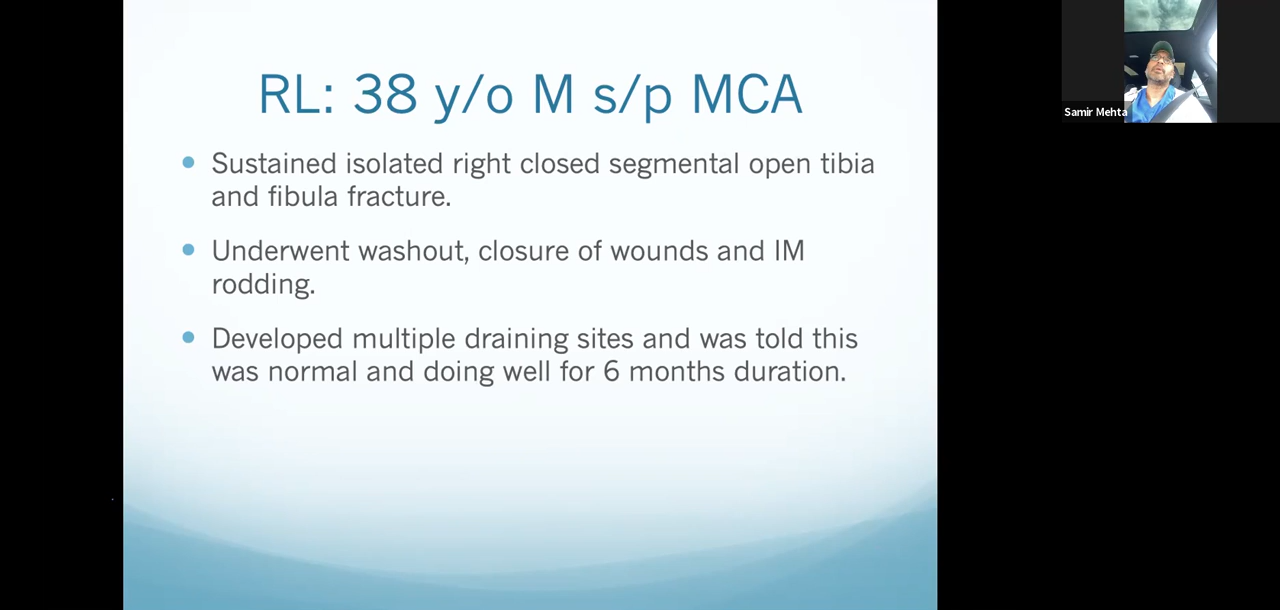 RL: 38 y/o M s/p MCA
Sustained isolated right closed segmental open tibia
and fibula fracture.
Underwent washout, closure of wounds and IM
rodding.
Developed multiple draining sites and was told this
was normal and doing well for 6 months duration.
Samir Mehta